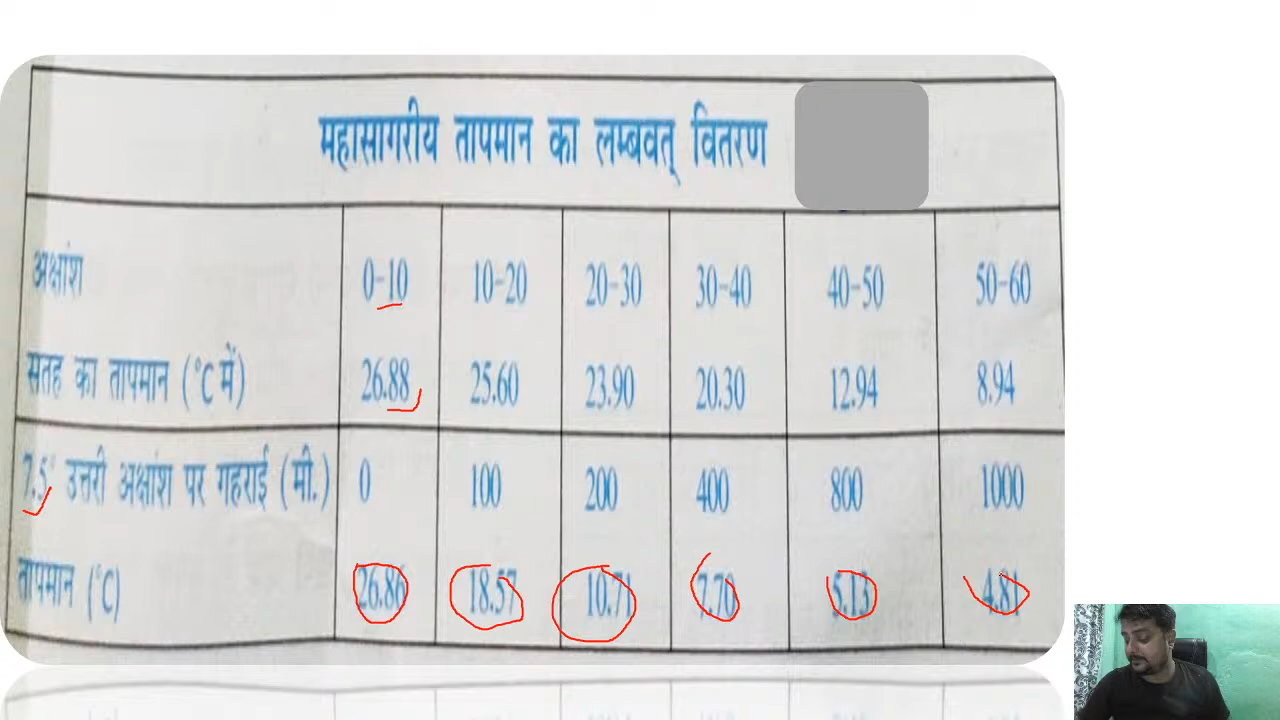 महासागरीय तापमान का लम्बवत् वितरण
अक्षांश 0-10 10-20 20-30 30-40 40-50 50-60
सतह का तापमान (°C में) 26.88 25.60 23.90 20.30 12.94 8.94
7.5° उत्तरी अक्षांश पर गहराई (मी.) 0 100 200 400 800 1000
तापमान (°C) 26.86 18.57 10.71 7.70 5.13 4.81